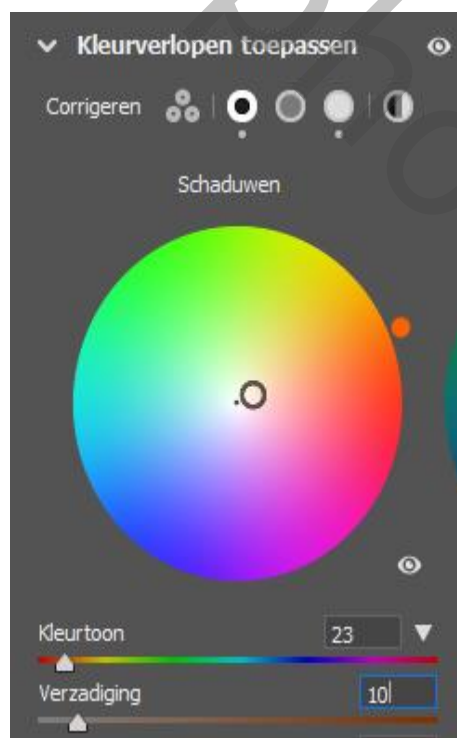 Kleurverlopen toepassen
Corrigeren
Schaduwen
Kleurtoon 23
Verzadiging 10